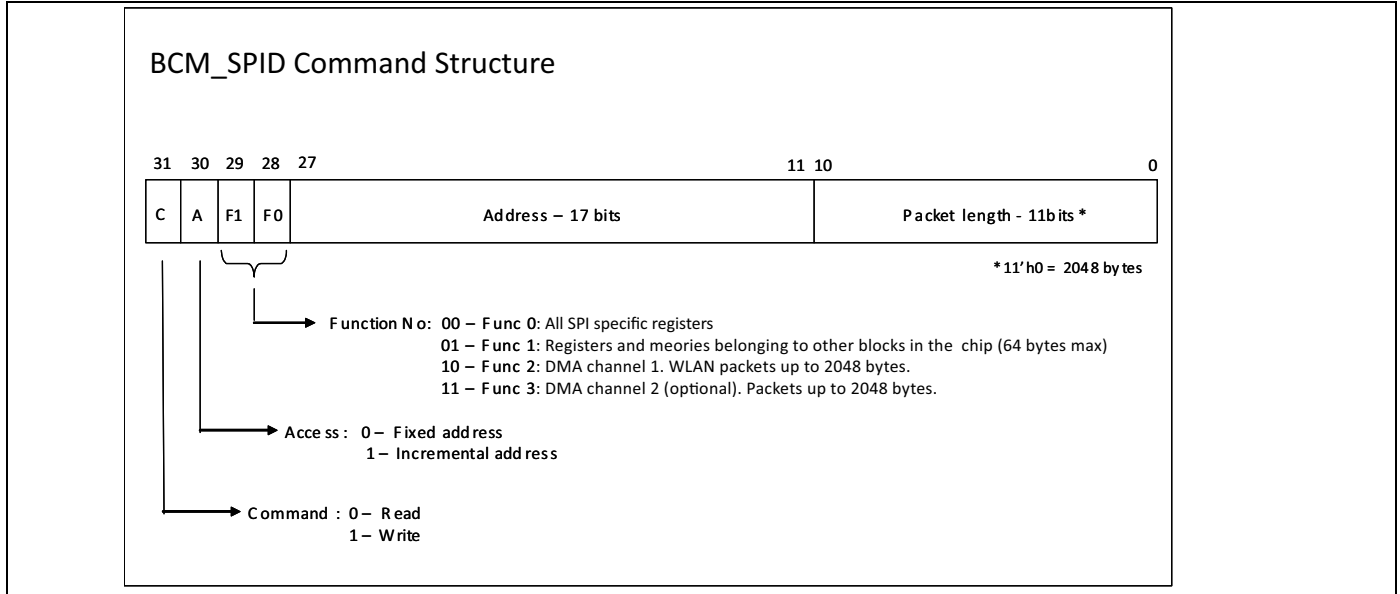 BCM_SPID Command Structure
31 30 29 28 27 11 10 0
C A F1 F0 Address – 17 bits Packet length - 11bits *
*11'h0 = 2048 bytes
Function No: 00 – Func 0: All SPI specific registers
01 – Func 1: Registers and meories belonging to other blocks in the chip (64 bytes max)
10 – Func 2: DMA channel 1. WLAN packets up to 2048 bytes.
11 – Func 3: DMA channel 2 (optional). Packets up to 2048 bytes.
Access: 0 – Fixed address
1 – Incremental address
Command : 0 – Read
1 – Write